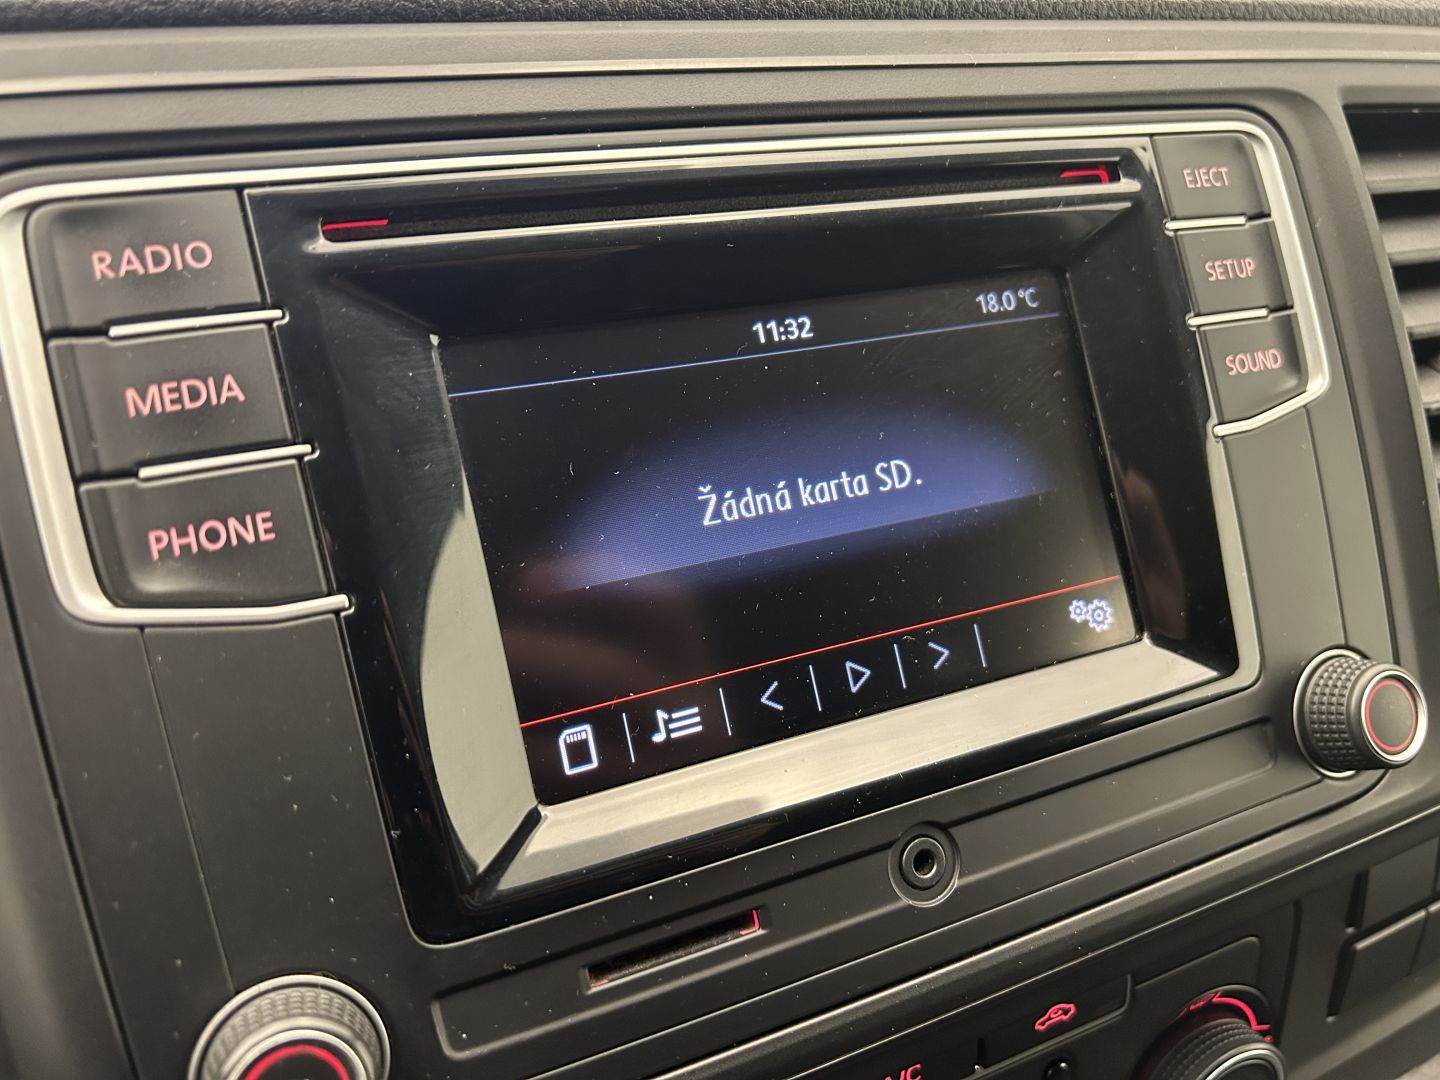 RADIO
MEDIA
PHONE
EJECT
SETUP
SOUND
11:32
18.0 °C
Žádná karta SD.
A/C